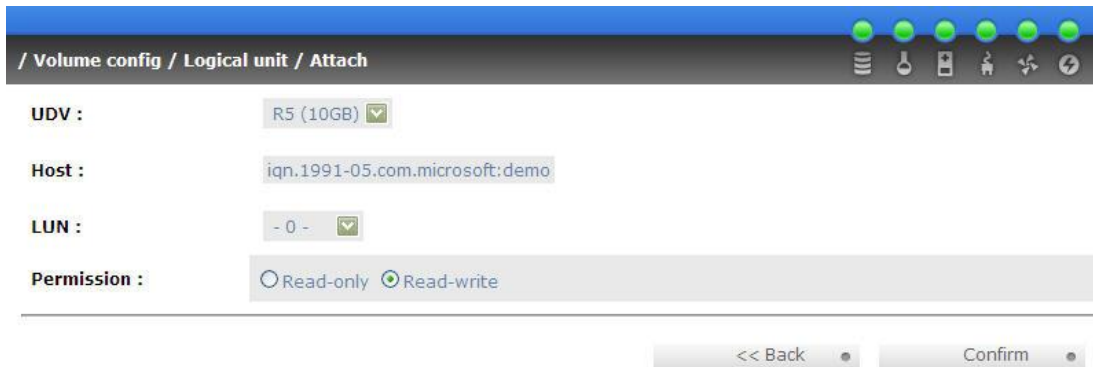 / Volume config / Logical unit / Attach
UDV : R5 (10GB)
Host : iqn.1991-05.com.microsoft:demo
LUN : - 0 -
Permission : Read-only Read-write
<< Back Confirm